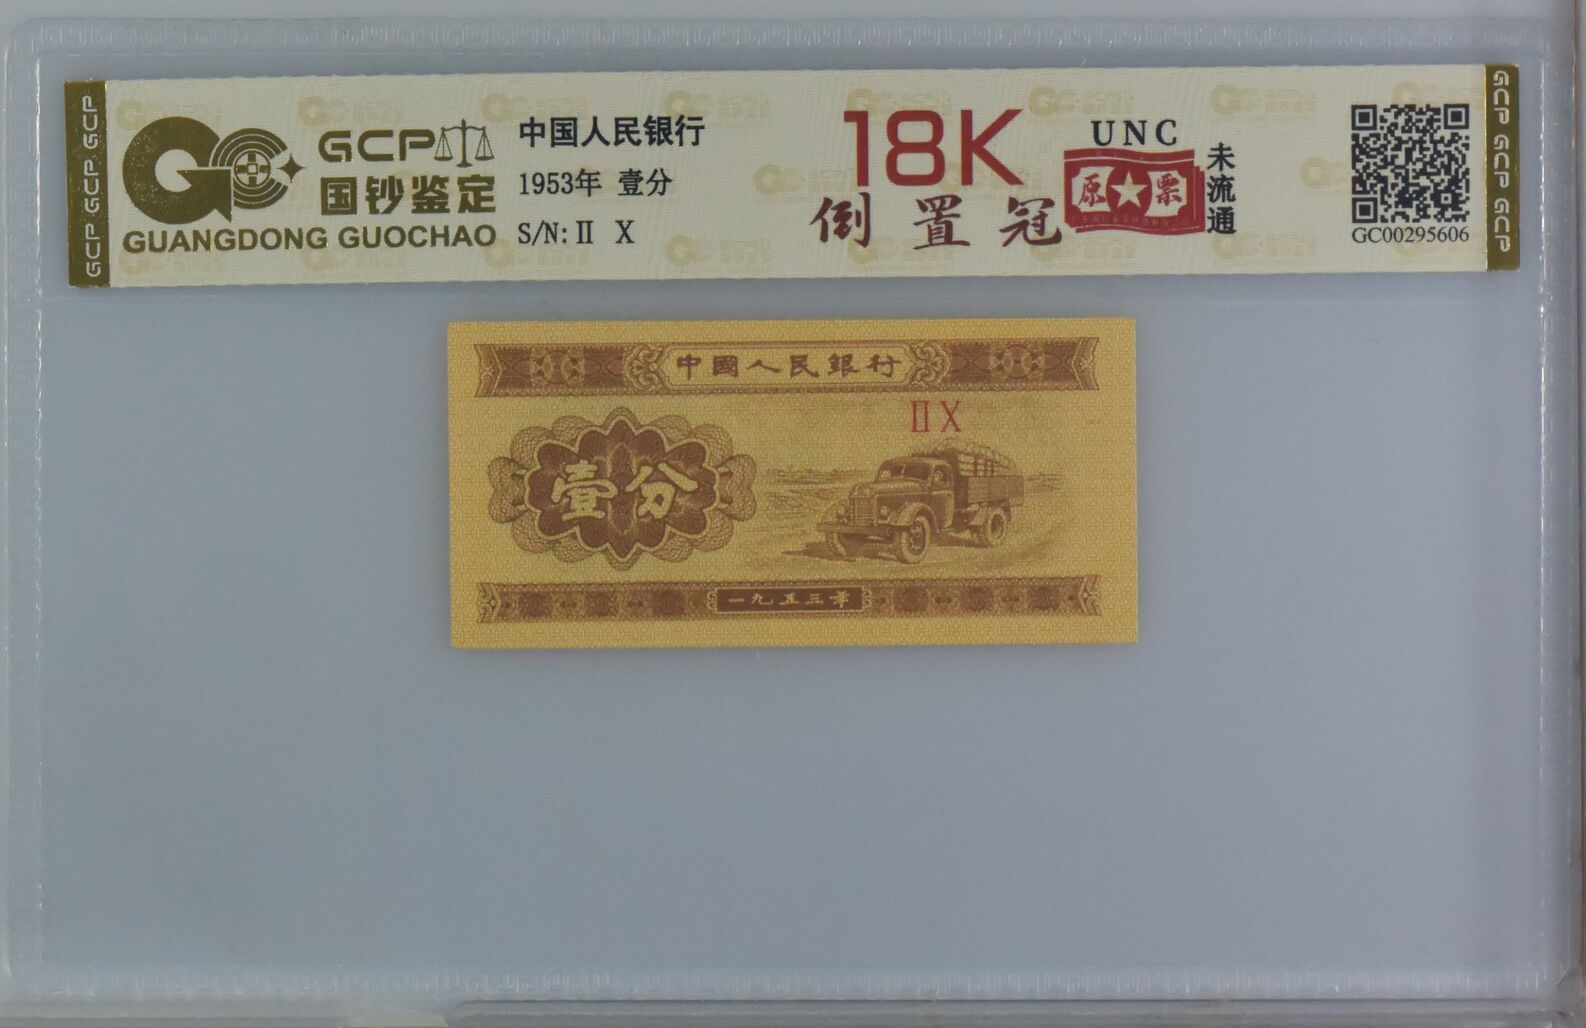 GCP GCP GCP
GCP
国钞鉴定
GUANGDONG GUOCHAO
中国人民银行
1953年 壹分
S/N: II X
18K
倒置冠
UNC
原★票
未流通
GC00295606
GCP GCP GCP
中國人民銀行
II X
壹分
一九五三年